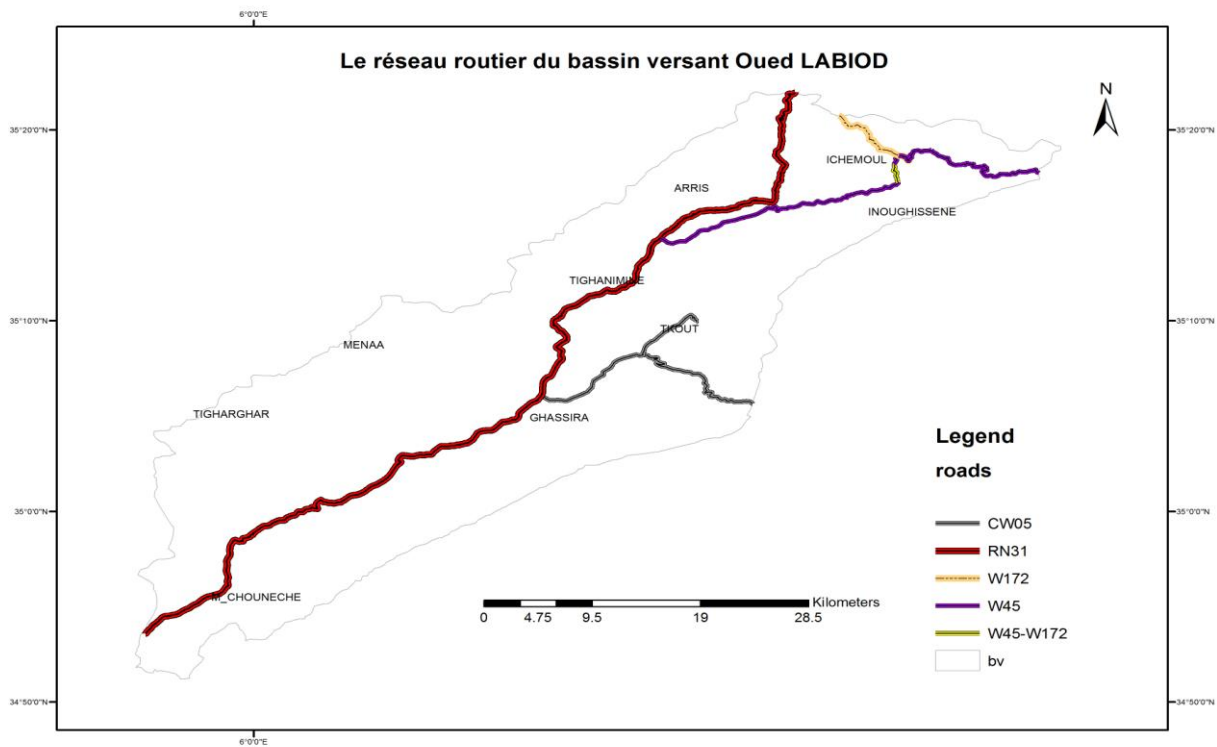 6°0'0"E
Le réseau routier du bassin versant Oued LABIOD
N
35°20'0"N
35°20'0"N
ICHEMOUL
ARRIS
INOUGHISSENE
TIGHANIMINE
35°10'0"N
35°10'0"N
TKOUT
MENAA
TIGHARGHAR
GHASSIRA
Legend
roads
35°0'0"N
35°0'0"N
CW05
RN31
W172
W45
W45-W172
bv
M_CHOUNECHE
Kilometers
0 4.75 9.5 19 28.5
34°50'0"N
34°50'0"N
6°0'0"E